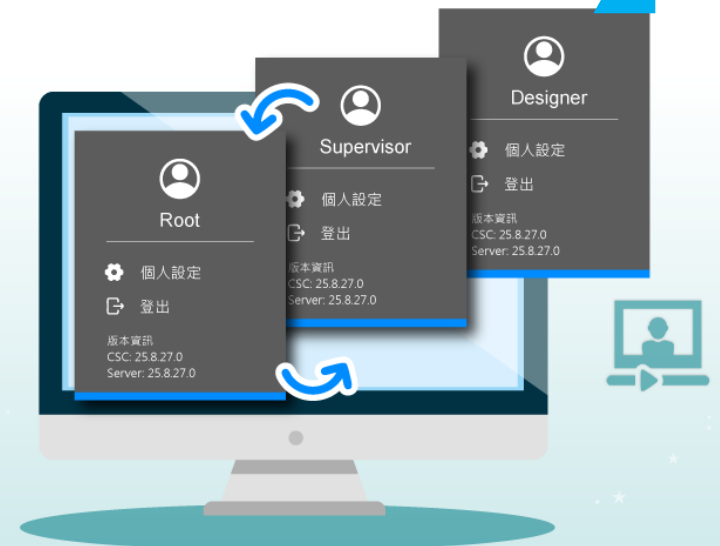 Designer
個人設定
登出
版本資訊
CSC: 25.8.27.0
Server: 25.8.27.0
Supervisor
個人設定
登出
版本資訊
CSC: 25.8.27.0
Server: 25.8.27.0
Root
個人設定
登出
版本資訊
CSC: 25.8.27.0
Server: 25.8.27.0